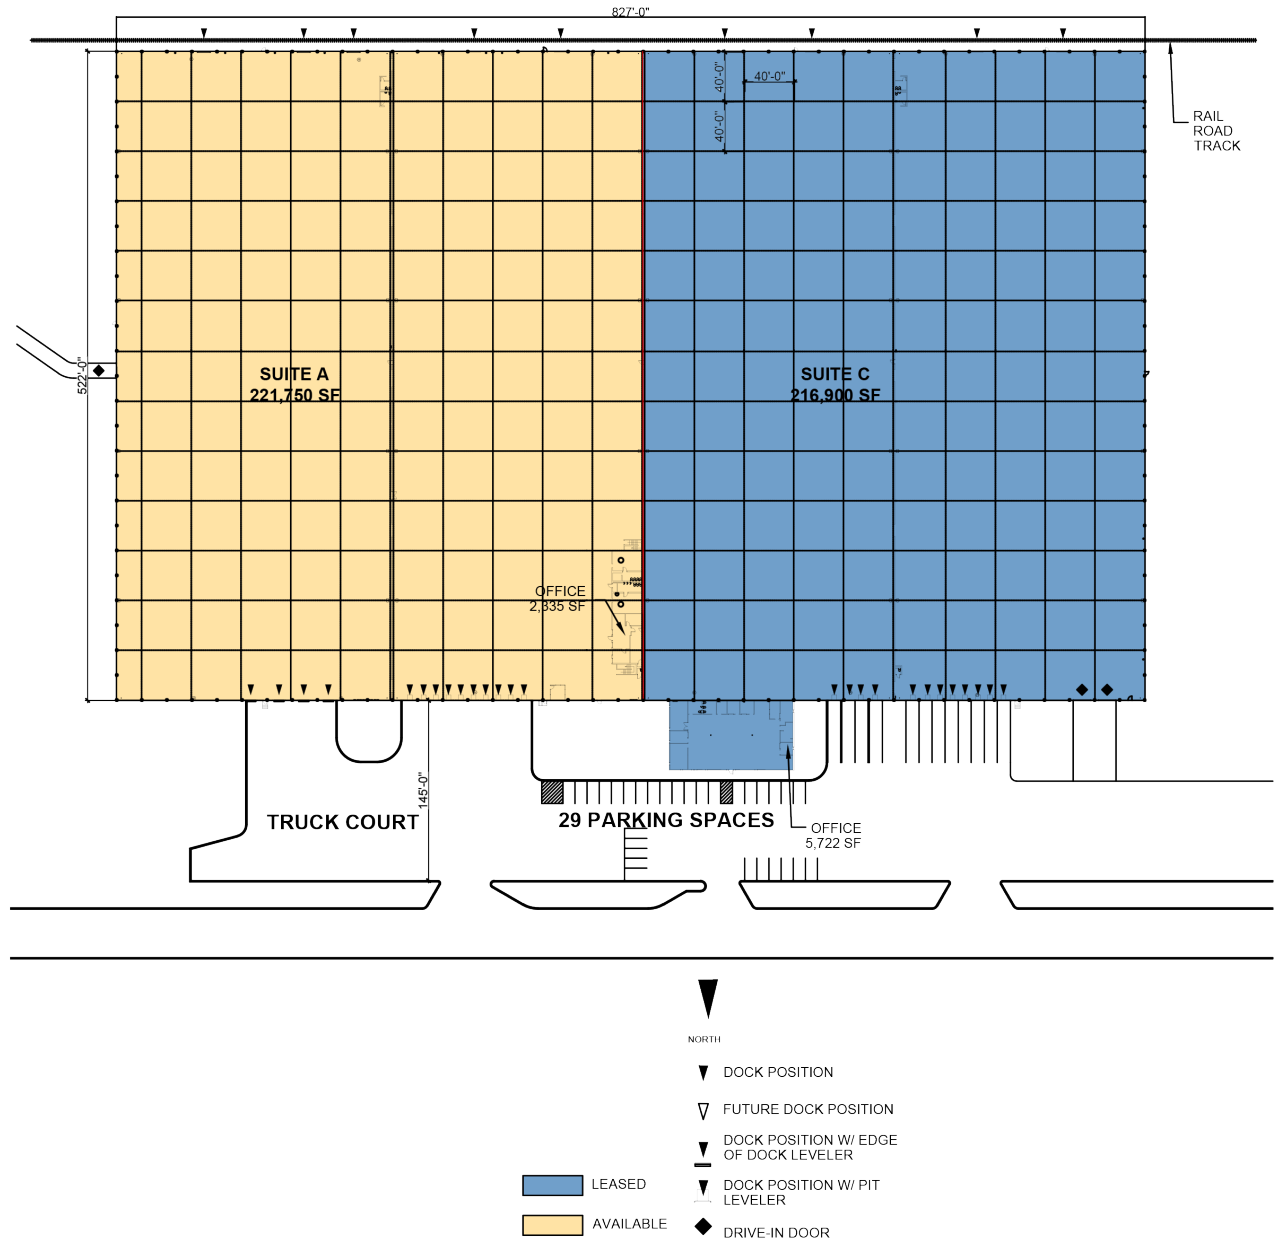 827'-0"
40'-0"
40'-0"
40'-0"
RAIL
ROAD
TRACK
522'-0"
SUITE A
221,750 SF
SUITE C
216,900 SF
OFFICE
2,335 SF
145'-0"
TRUCK COURT
29 PARKING SPACES
OFFICE
5,722 SF
NORTH
DOCK POSITION
FUTURE DOCK POSITION
DOCK POSITION W/ EDGE
OF DOCK LEVELER
DOCK POSITION W/ PIT
LEVELER
DRIVE-IN DOOR
LEASED
AVAILABLE